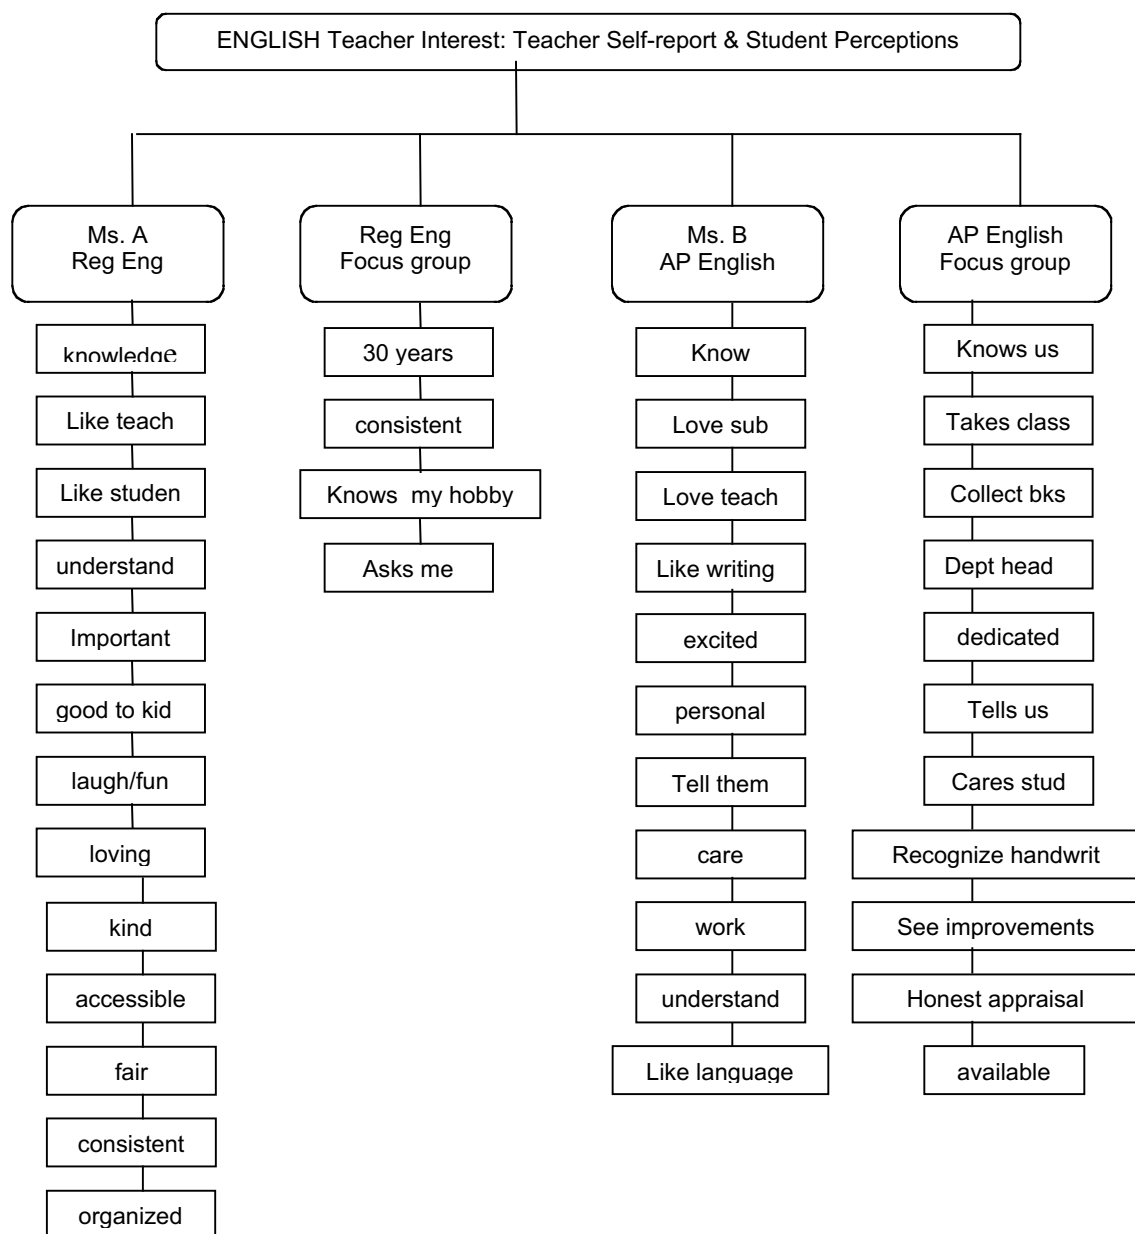 ENGLISH Teacher Interest: Teacher Self-report & Student Perceptions
Ms. A
Reg Eng
knowledge
Like teach
Like studen
understand
Important
good to kid
laugh/fun
loving
kind
accessible
fair
consistent
organized
Reg Eng
Focus group
30 years
consistent
Knows my hobby
Asks me
Ms. B
AP English
Know
Love sub
Love teach
Like writing
excited
personal
Tell them
care
work
understand
Like language
AP English
Focus group
Knows us
Takes class
Collect bks
Dept head
dedicated
Tells us
Cares stud
Recognize handwrit
See improvements
Honest appraisal
available